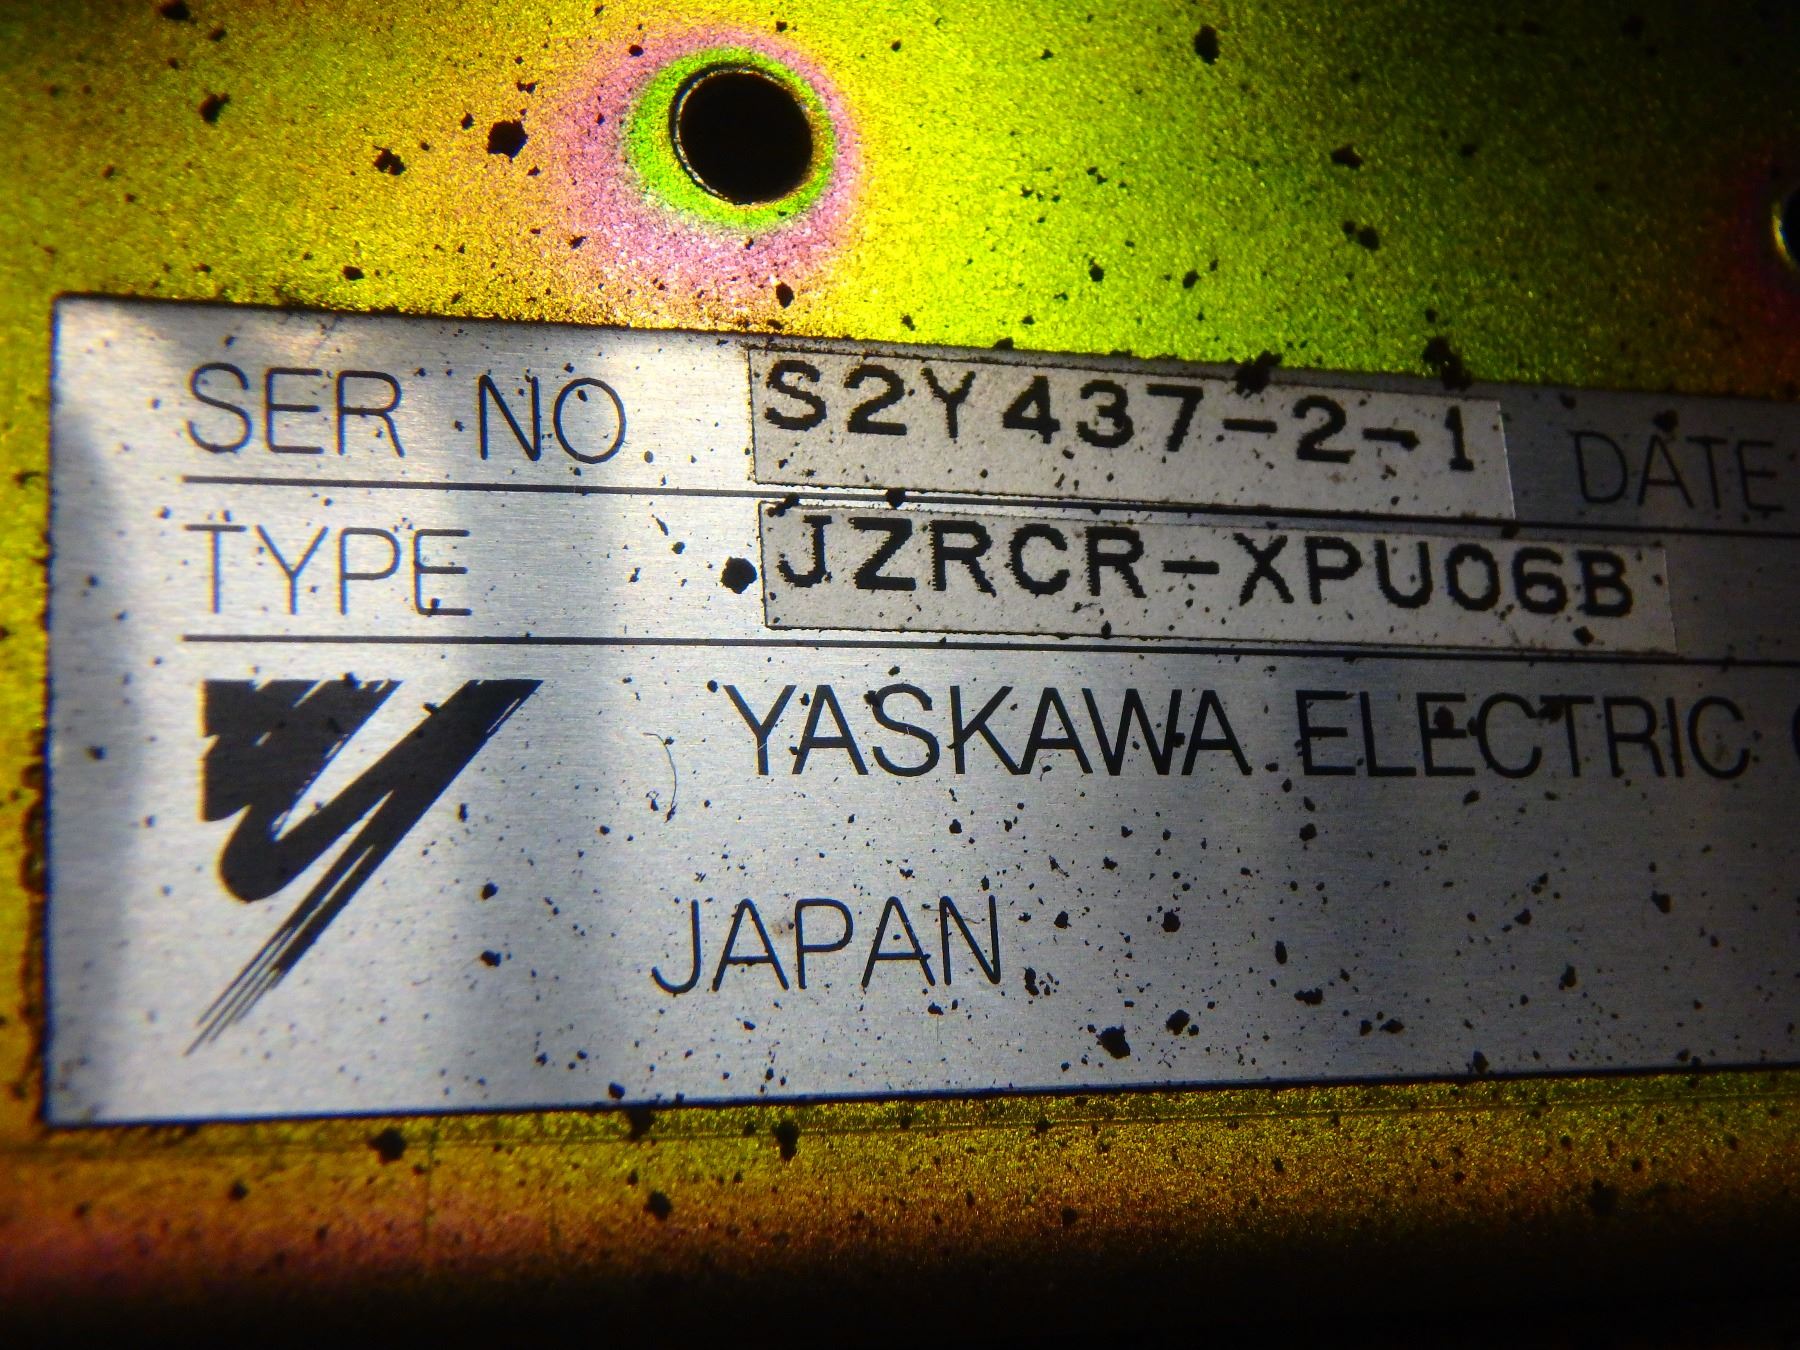 SER NO S2Y437-2-1 DATE
TYPE JZRCR-XPU06B
YASKAWA ELECTRIC
JAPAN